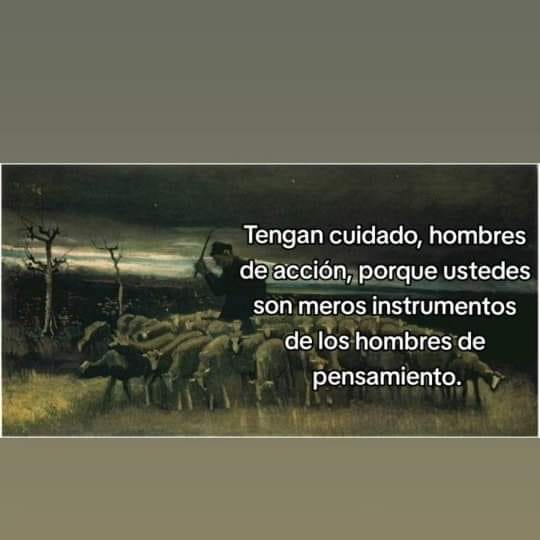 Tengan cuidado, hombres
de acción, porque ustedes
son meros instrumentos
de los hombres de
pensamiento.